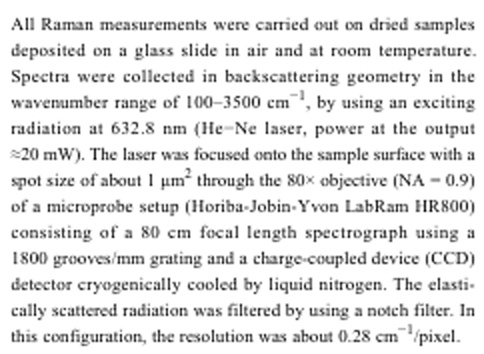 All Raman measurements were carried out on dried samples
deposited on a glass slide in air and at room temperature.
Spectra were collected in backscattering geometry in the
wavenumber range of 100–3500 cm⁻¹, by using an exciting
radiation at 632.8 nm (He−Ne laser, power at the output
≈20 mW). The laser was focused onto the sample surface with a
spot size of about 1 μm² through the 80× objective (NA = 0.9)
of a microprobe setup (Horiba-Jobin-Yvon LabRam HR800)
consisting of a 80 cm focal length spectrograph using a
1800 grooves/mm grating and a charge-coupled device (CCD)
detector cryogenically cooled by liquid nitrogen. The elasti-
cally scattered radiation was filtered by using a notch filter. In
this configuration, the resolution was about 0.28 cm⁻¹/pixel.